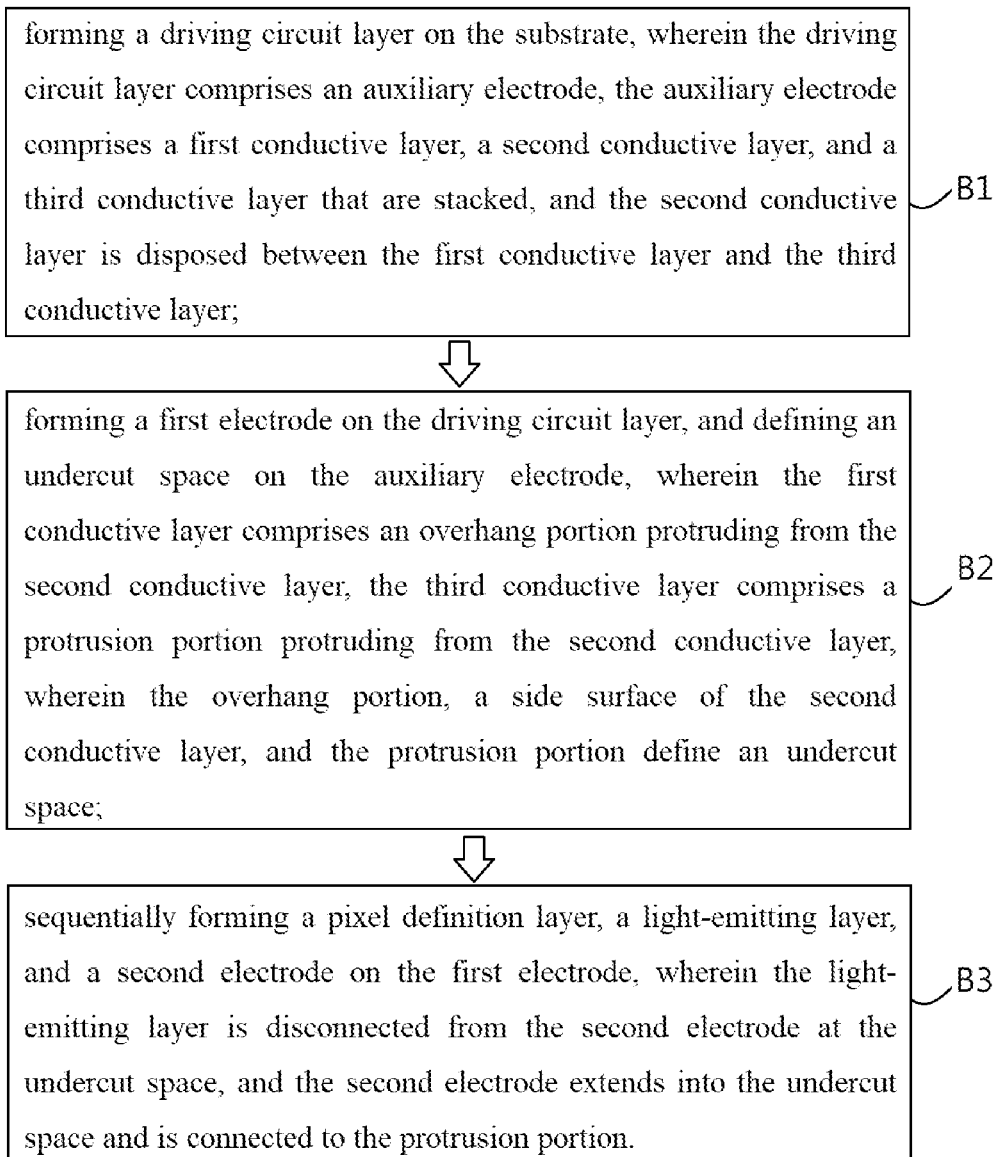 forming a driving circuit layer on the substrate, wherein the driving
circuit layer comprises an auxiliary electrode, the auxiliary electrode
comprises a first conductive layer, a second conductive layer, and a
third conductive layer that are stacked, and the second conductive
layer is disposed between the first conductive layer and the third
conductive layer;
B1
forming a first electrode on the driving circuit layer, and defining an
undercut space on the auxiliary electrode, wherein the first
conductive layer comprises an overhang portion protruding from the
second conductive layer, the third conductive layer comprises a
protrusion portion protruding from the second conductive layer,
wherein the overhang portion, a side surface of the second
conductive layer, and the protrusion portion define an undercut
space;
B2
sequentially forming a pixel definition layer, a light-emitting layer,
and a second electrode on the first electrode, wherein the light-
emitting layer is disconnected from the second electrode at the
undercut space, and the second electrode extends into the undercut
space and is connected to the protrusion portion.
B3